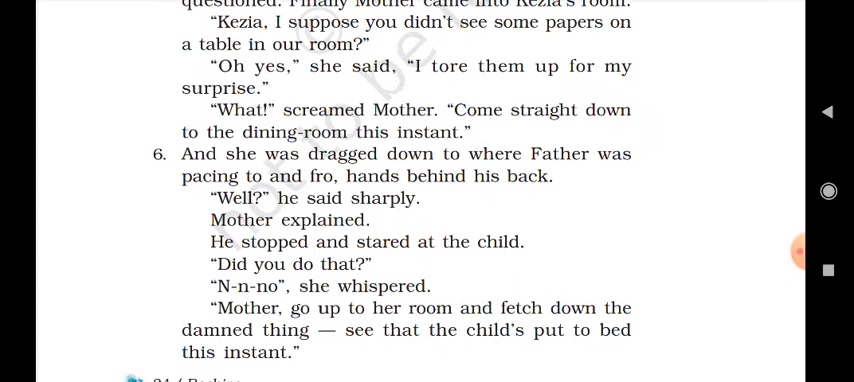 questioned. Finally Mother came into Kezia's room.
“Kezia, I suppose you didn’t see some papers on
a table in our room?”
“Oh yes,” she said, “I tore them up for my
surprise.”
“What!” screamed Mother. “Come straight down
to the dining-room this instant.”
6. And she was dragged down to where Father was
pacing to and fro, hands behind his back.
“Well?” he said sharply.
Mother explained.
He stopped and stared at the child.
“Did you do that?”
“N-n-no”, she whispered.
“Mother, go up to her room and fetch down the
damned thing — see that the child’s put to bed
this instant.”
24 / Beehive
© not to be r